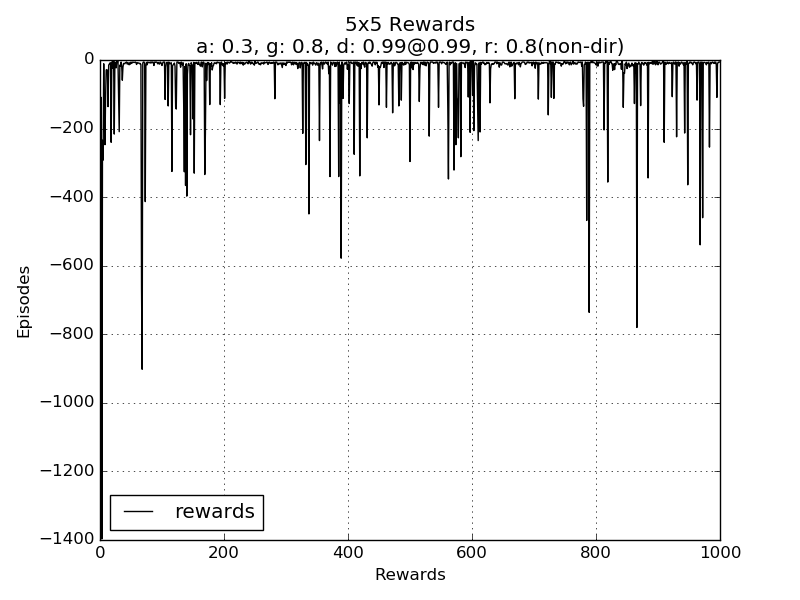 5x5 Rewards
a: 0.3, g: 0.8, d: 0.99@0.99, r: 0.8(non-dir)
0
−200
−400
−600
−800
−1000
−1200
−1400
Episodes
rewards
0 200 400 600 800 1000
Rewards